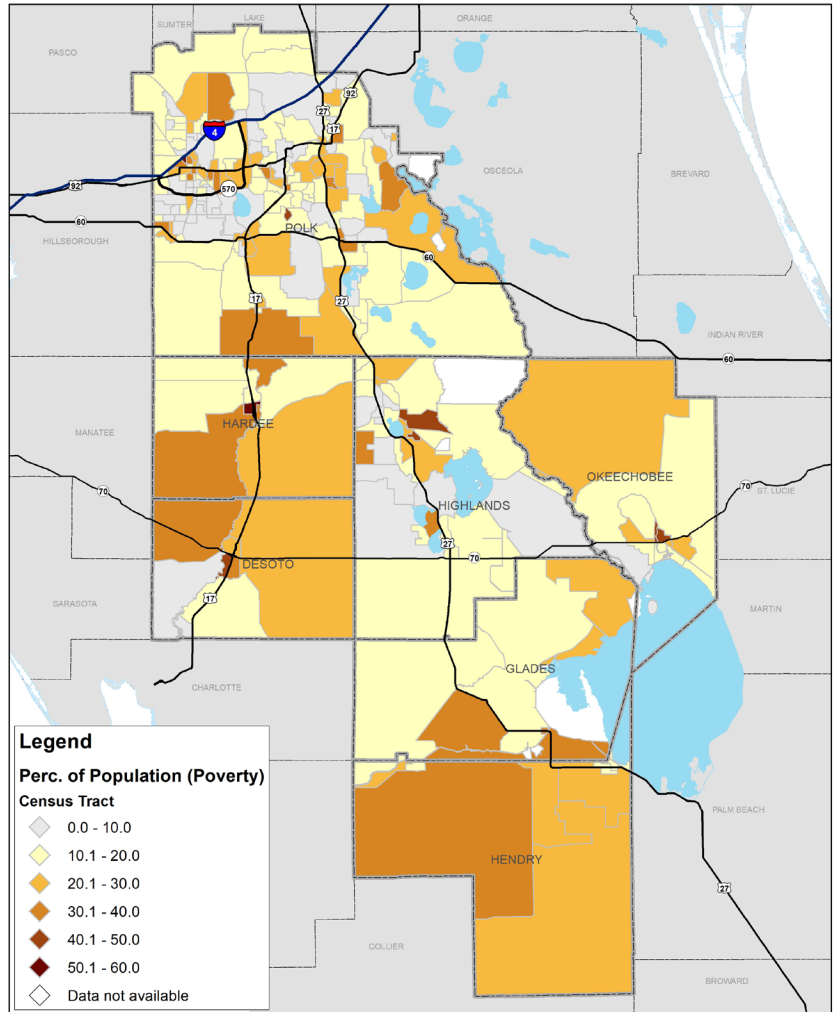 SUMTER
LAKE
ORANGE
PASCO
92
27
17
4
OSCEOLA
BREVARD
92
570
60
POLK
HILLSBOROUGH
60
17
27
INDIAN RIVER
60
HARDEE
MANATEE
OKEECHOBEE
70
70
ST. LUCIE
HIGHLANDS
27
70
DESOTO
17
SARASOTA
MARTIN
GLADES
CHARLOTTE
Legend
Perc. of Population (Poverty)
Census Tract
0.0 - 10.0
10.1 - 20.0
20.1 - 30.0
30.1 - 40.0
40.1 - 50.0
50.1 - 60.0
Data not available
PALM BEACH
HENDRY
27
COLLIER
BROWARD